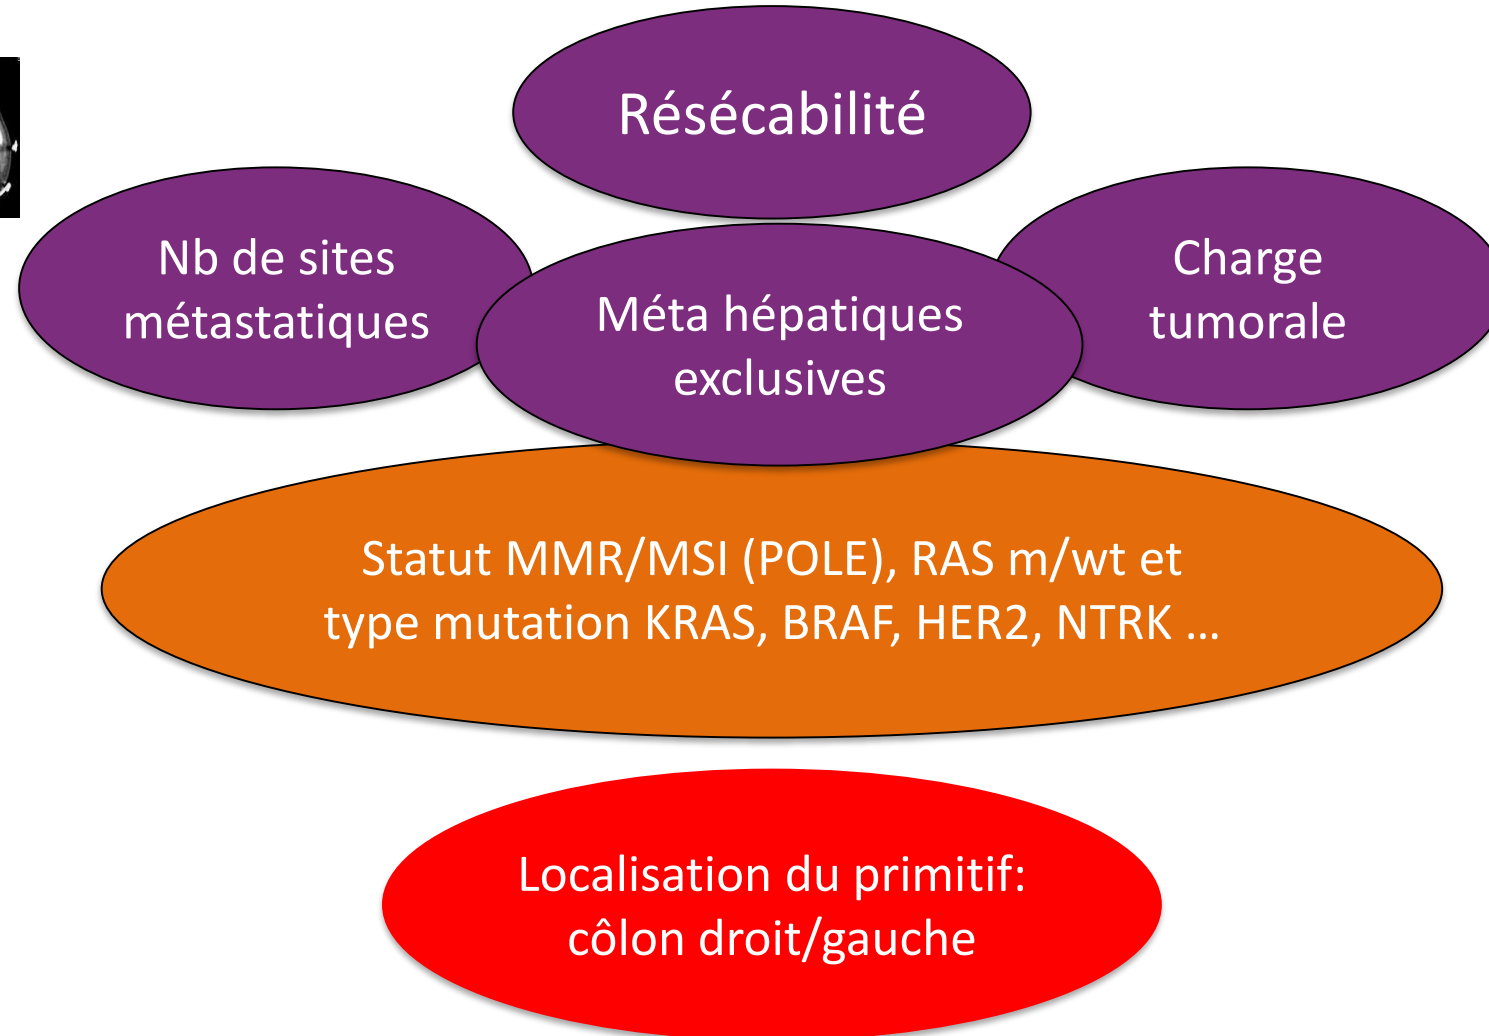 Résécabilité
Nb de sites
métastatiques
Méta hépatiques
exclusives
Charge
tumorale
Statut MMR/MSI (POLE), RAS m/wt et
type mutation KRAS, BRAF, HER2, NTRK ...
Localisation du primitif:
côlon droit/gauche